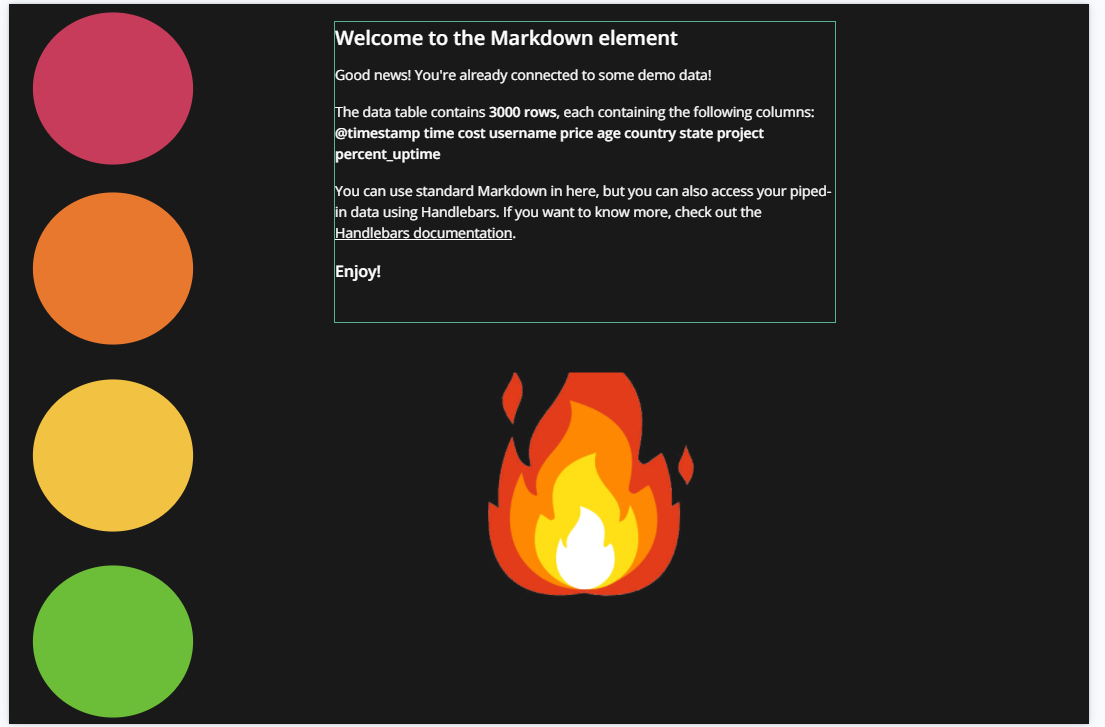 Welcome to the Markdown element
Good news! You're already connected to some demo data!
The data table contains 3000 rows, each containing the following columns:
@timestamp time cost username price age country state project
percent_uptime
You can use standard Markdown in here, but you can also access your piped-
in data using Handlebars. If you want to know more, check out the
Handlebars documentation.
Enjoy!